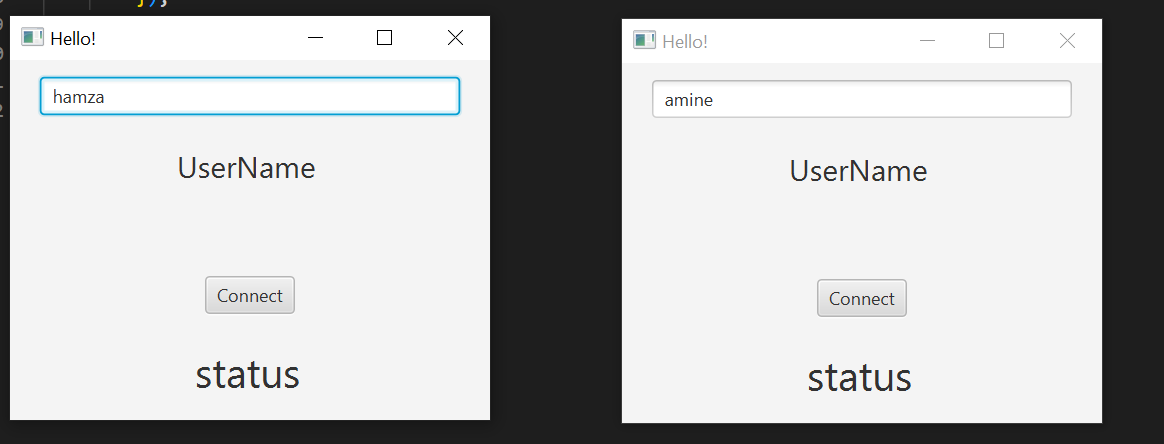 Hello!
hamza
UserName
Connect
status
Hello!
amine
UserName
Connect
status